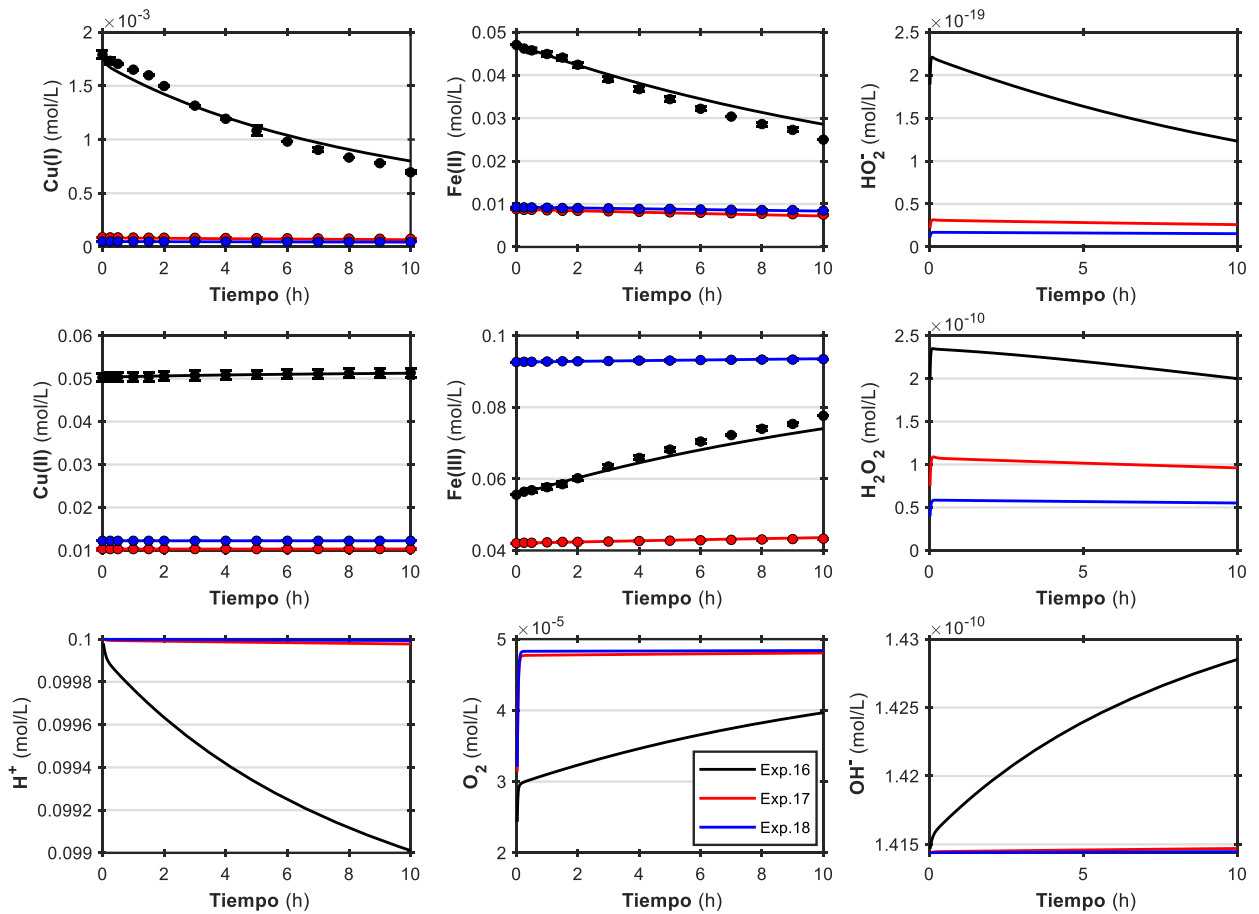 × 10⁻³
2
1.5
1
0.5
0
Cu(I) (mol/L)
0 2 4 6 8 10
Tiempo (h)
0.05
0.04
0.03
0.02
0.01
0
Fe(II) (mol/L)
0 2 4 6 8 10
Tiempo (h)
× 10⁻¹⁹
2.5
2
1.5
1
0.5
0
HO₂⁻ (mol/L)
0 5 10
Tiempo (h)
0.06
0.05
0.04
0.03
0.02
0.01
Cu(II) (mol/L)
0 2 4 6 8 10
Tiempo (h)
0.1
0.08
0.06
0.04
Fe(III) (mol/L)
0 2 4 6 8 10
Tiempo (h)
× 10⁻¹⁰
2.5
2
1.5
1
0.5
0
H₂O₂ (mol/L)
0 5 10
Tiempo (h)
0.1
0.0998
0.0996
0.0994
0.0992
0.099
H⁺ (mol/L)
0 2 4 6 8 10
Tiempo (h)
× 10⁻⁵
5
4
3
2
O₂ (mol/L)
Exp.16
Exp.17
Exp.18
0 2 4 6 8 10
Tiempo (h)
× 10⁻¹⁰
1.43
1.425
1.42
1.415
OH⁻ (mol/L)
0 5 10
Tiempo (h)